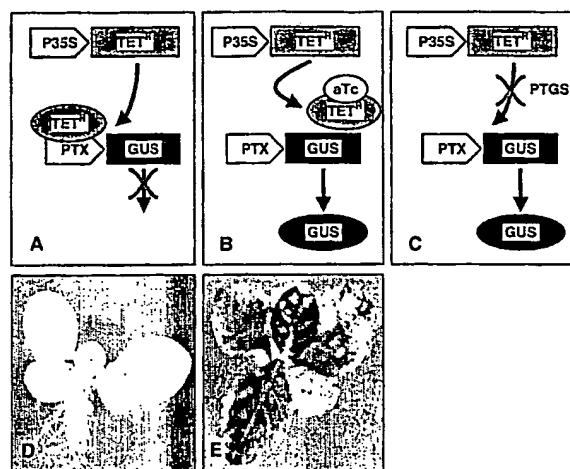 P35S TET^R
TET^R
PTX GUS
A
P35S TET^R
aTc
TET^R
PTX GUS
GUS
B
P35S TET^R
PTGS
PTX GUS
GUS
C
D
E